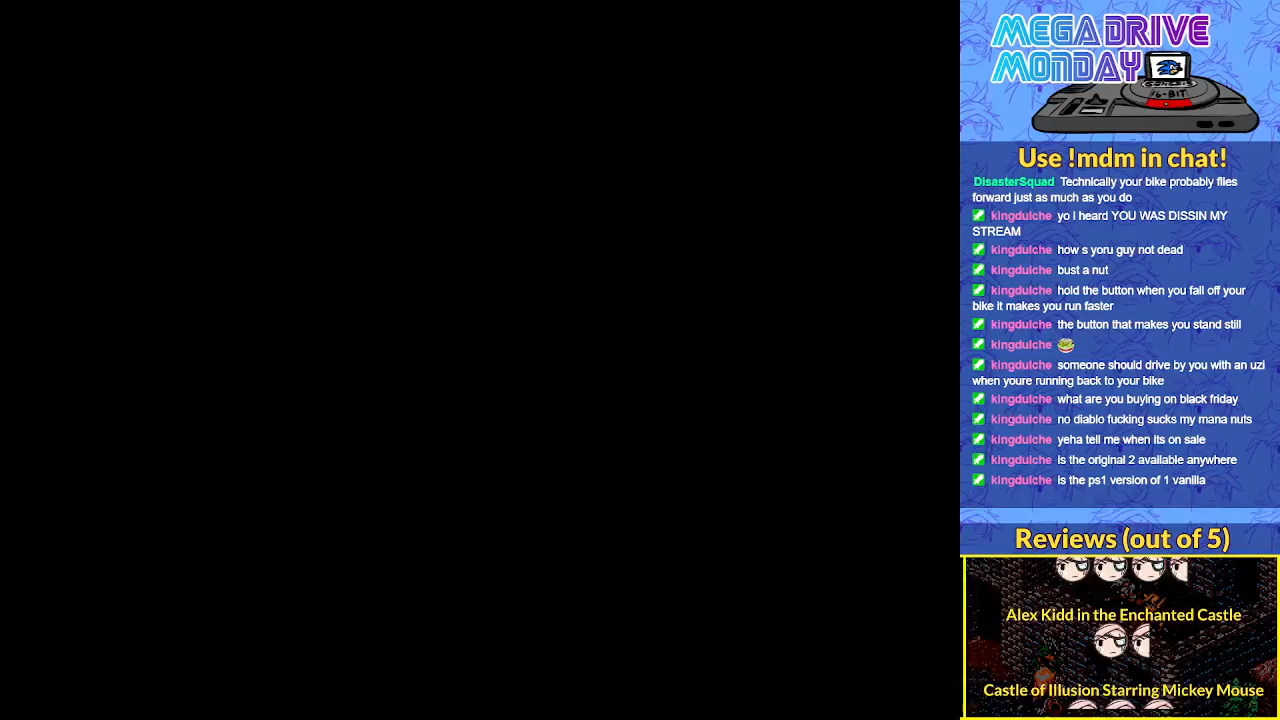 MEGA DRIVE
MONDAY
GENESIS
16-BIT
Use !mdm in chat!
DisasterSquad Technically your bike probably flies
forward just as much as you do
kingdulche yo I heard YOU WAS DISSIN MY
STREAM
kingdulche how s yoru guy not dead
kingdulche bust a nut
kingdulche hold the button when you fall off your
bike it makes you run faster
kingdulche the button that makes you stand still
kingdulche
kingdulche someone should drive by you with an uzi
when youre running back to your bike
kingdulche what are you buying on black friday
kingdulche no diablo fucking sucks my mana nuts
kingdulche yeha tell me when its on sale
kingdulche is the original 2 available anywhere
kingdulche is the ps1 version of 1 vanilla
Reviews (out of 5)
Alex Kidd in the Enchanted Castle
Castle of Illusion Starring Mickey Mouse